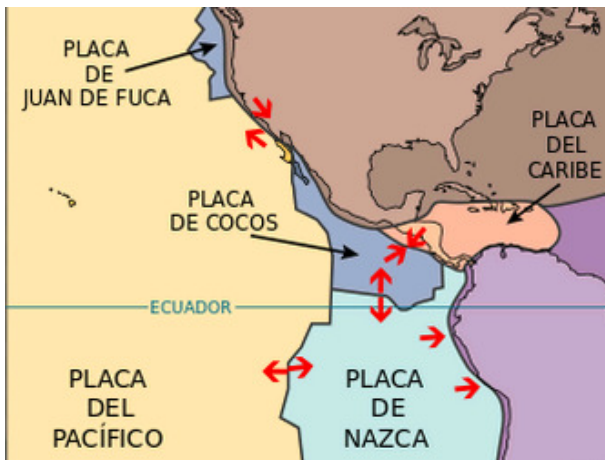 PLACA
DE
JUAN DE FUCA
PLACA
DEL
CARIBE
PLACA
DE COCOS
ECUADOR
PLACA
DEL
PACÍFICO
PLACA
DE
NAZCA